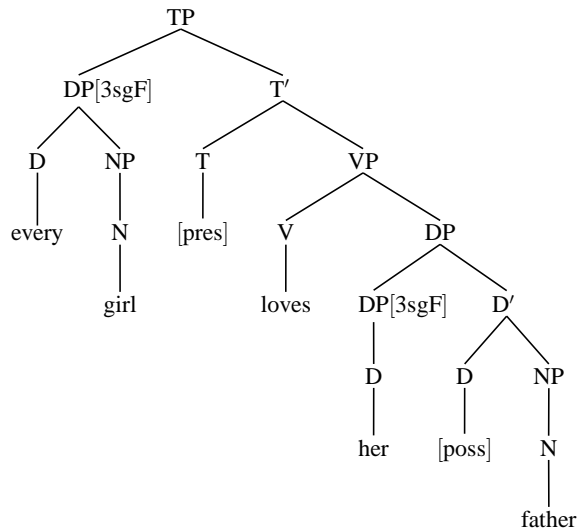 TP
DP[3sgF] T′
D NP T VP
every N [pres] V DP
girl loves DP[3sgF] D′
D D NP
her [poss] N
father